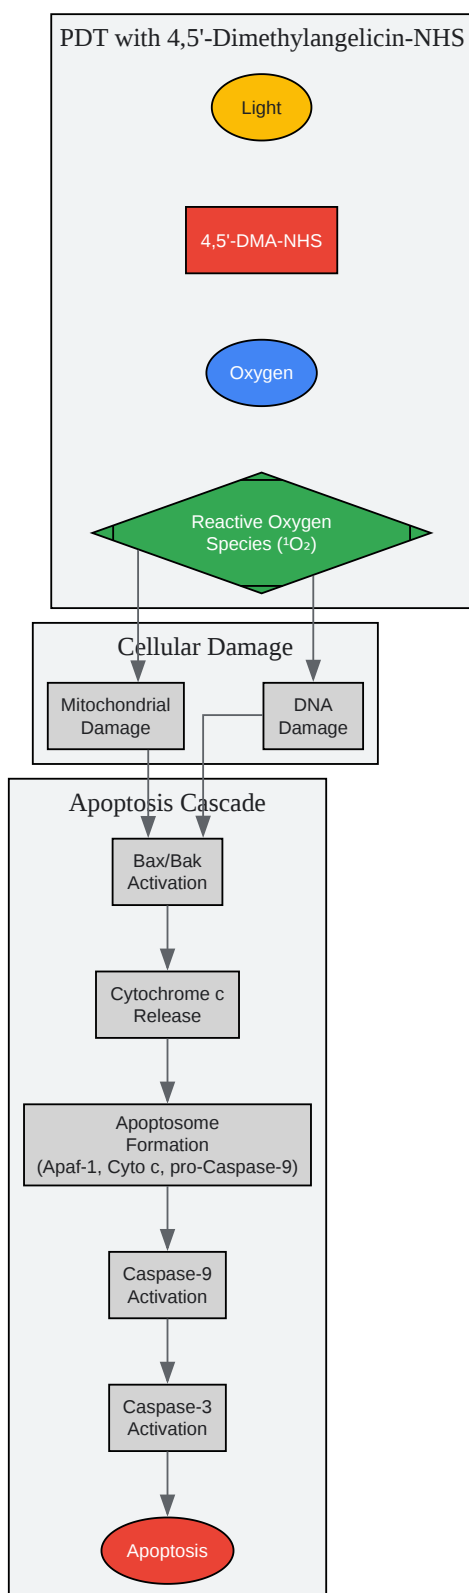 PDT with 4,5'-Dimethylangelicin-NHS
Light
4,5'-DMA-NHS
Oxygen
Reactive Oxygen
Species (¹O₂)
Cellular Damage
Mitochondrial
Damage
DNA
Damage
Apoptosis Cascade
Bax/Bak
Activation
Cytochrome c
Release
Apoptosome
Formation
(Apaf-1, Cyto c, pro-Caspase-9)
Caspase-9
Activation
Caspase-3
Activation
Apoptosis